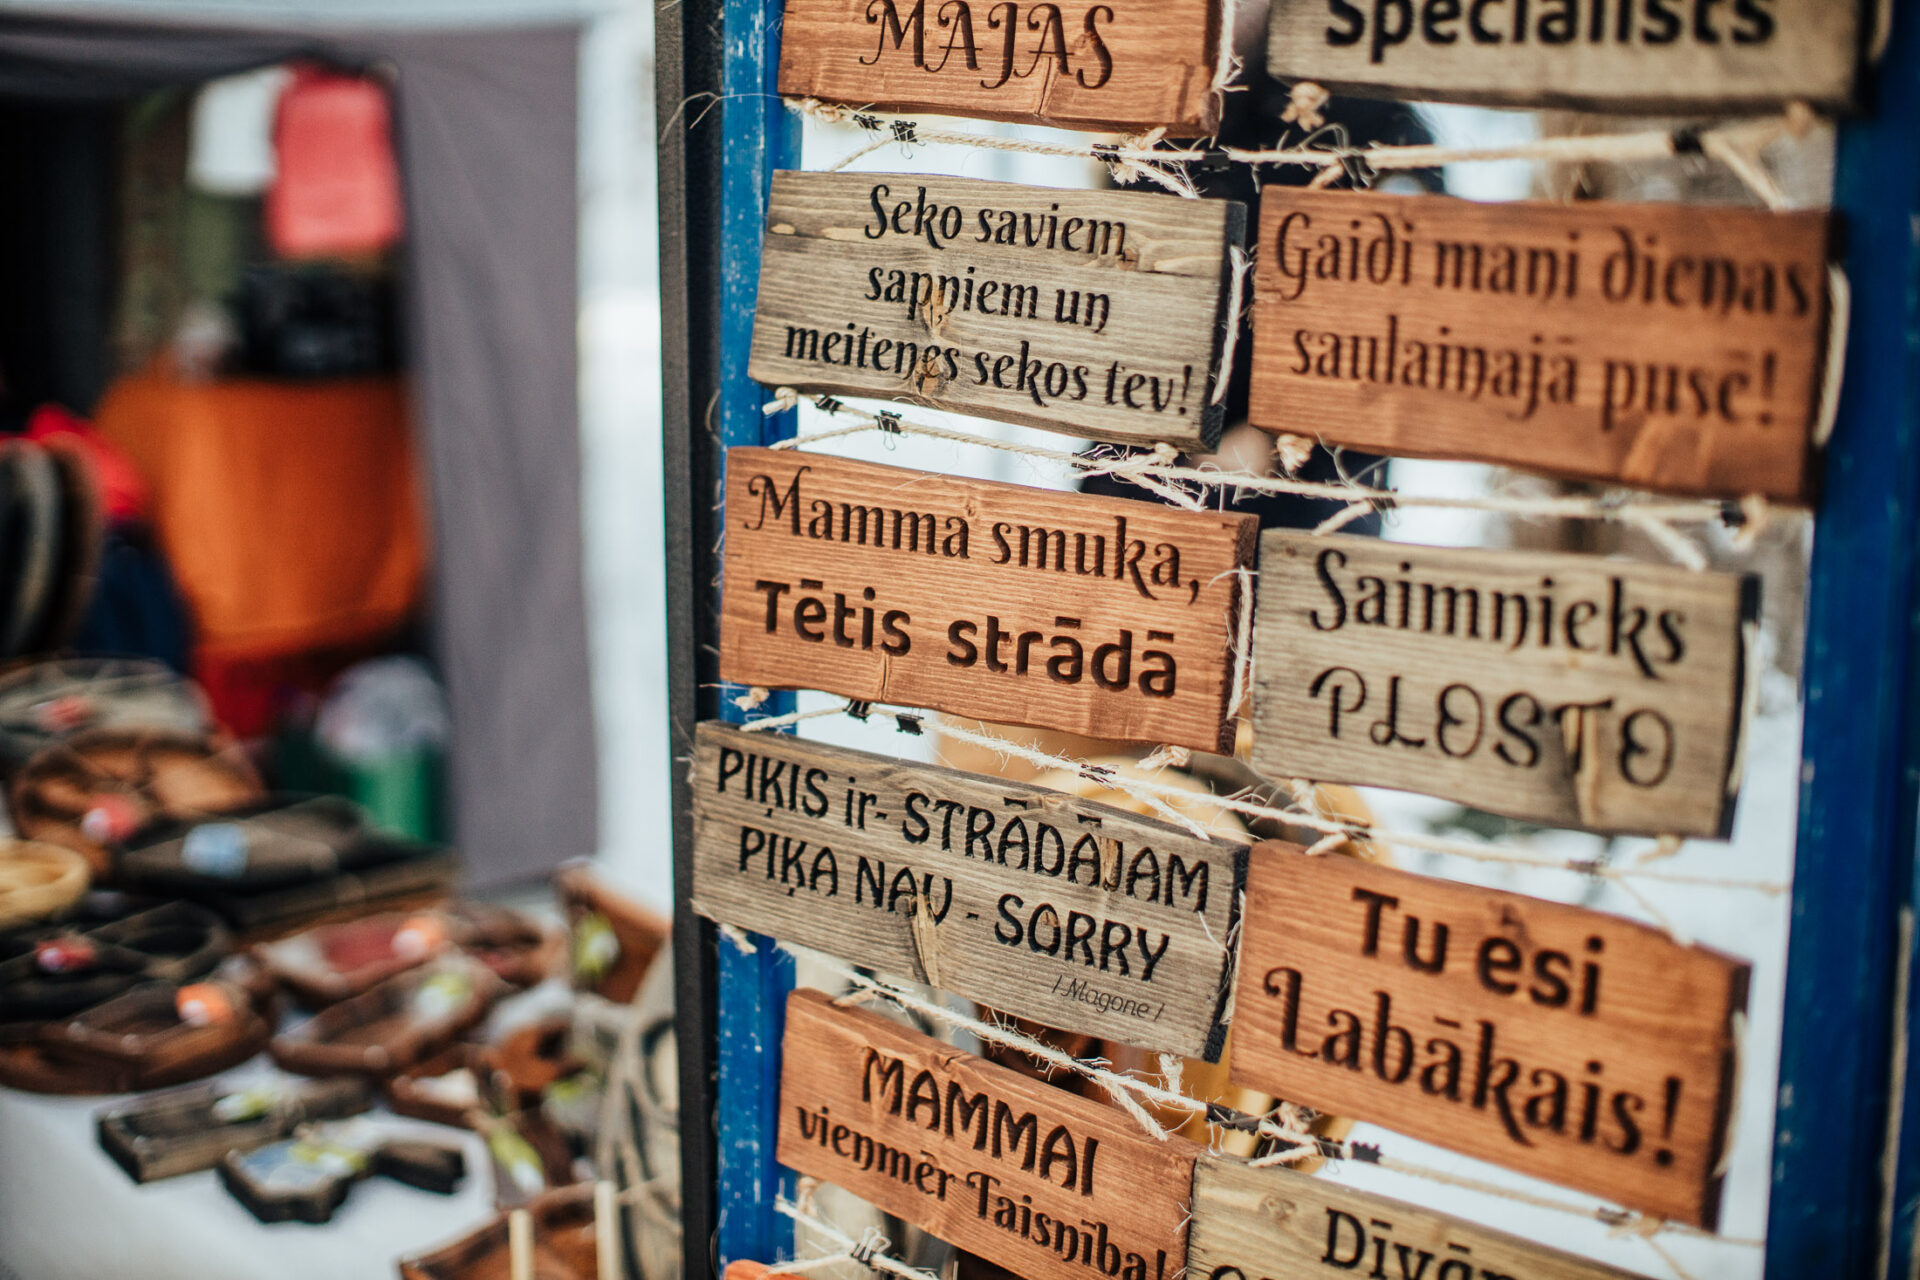 MĀJAS
Specialists
Seko saviem
sapņiem un
meitenes sekos tev!
Gaidi mani dienas
saulainajā pusē!
Mamma smuka,
Tētis strādā
Saimnieks
PLOSTO
PIĶIS ir- STRĀDĀJAM
PIĶA NAV - SORRY
/ Magone /
Tu esi
Labākais!
MAMMAI
vienmēr Taisnība!